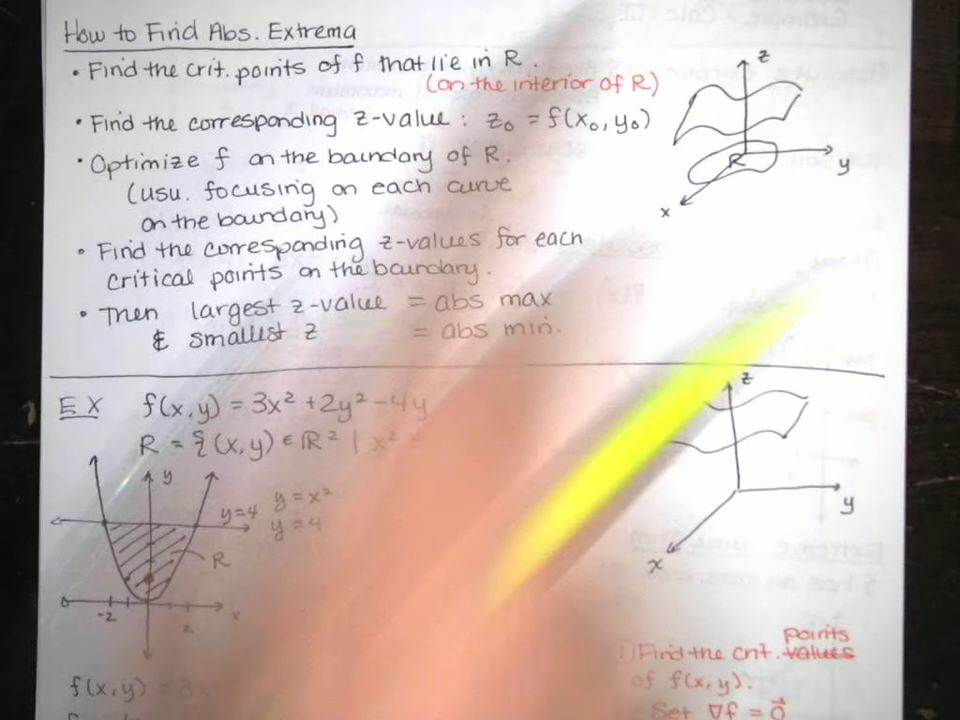 How to Find Abs. Extrema
• Find the crit. points of f that lie in R.
(on the interior of R)
• Find the corresponding z-value : z₀ = f(x₀, y₀)
• Optimize f on the boundary of R.
(usu. focusing on each curve
on the boundary)
• Find the corresponding z-values for each
critical points on the boundary.
• Then largest z-value = abs max
& smallest z = abs min.
z
R
y
x
EX f(x,y) = 3x² + 2y² - 4y
R = {(x,y) ∈ ℝ² | x²
y
y=4
y = x²
y = 4
R
-2
2
x
z
y
x
f(x,y) = 3x
1) Find the crit. values points
of f(x,y).
Set ∇f = 0⃗